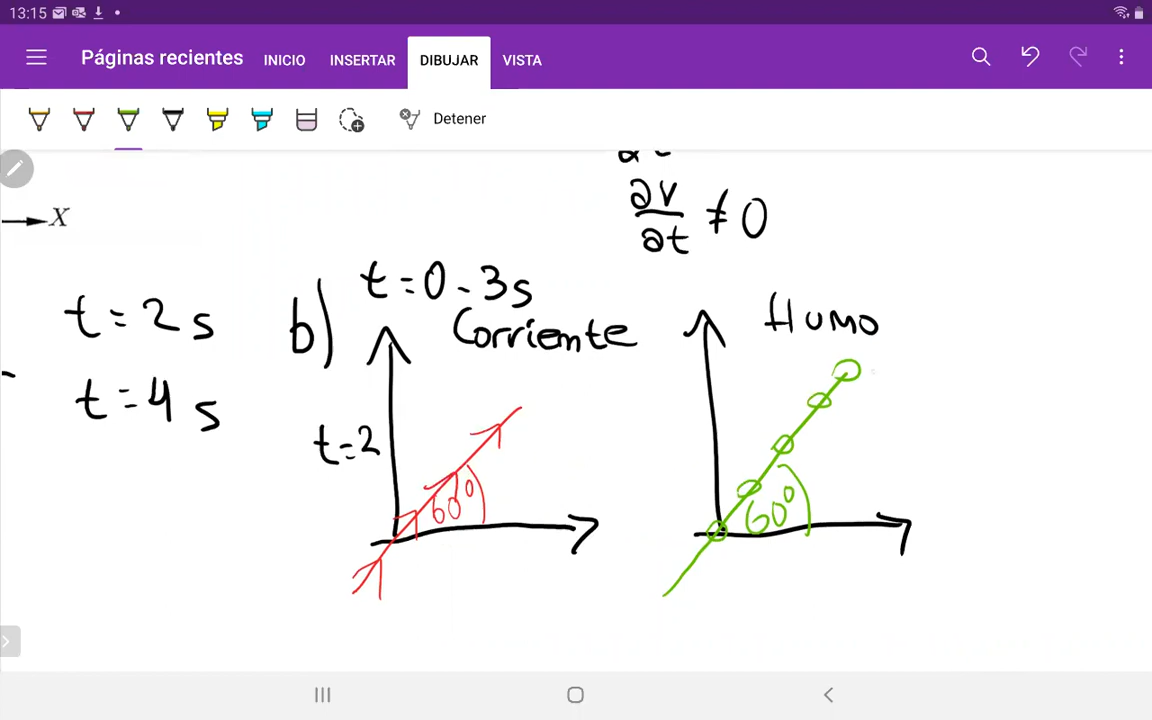 13:15
Páginas recientes INICIO INSERTAR DIBUJAR VISTA
Detener
∂v/∂t ≠ 0
X
t = 2 s
t = 4 s
b) t = 0 - 3s
Corriente
t = 2
60°
Humo
60°